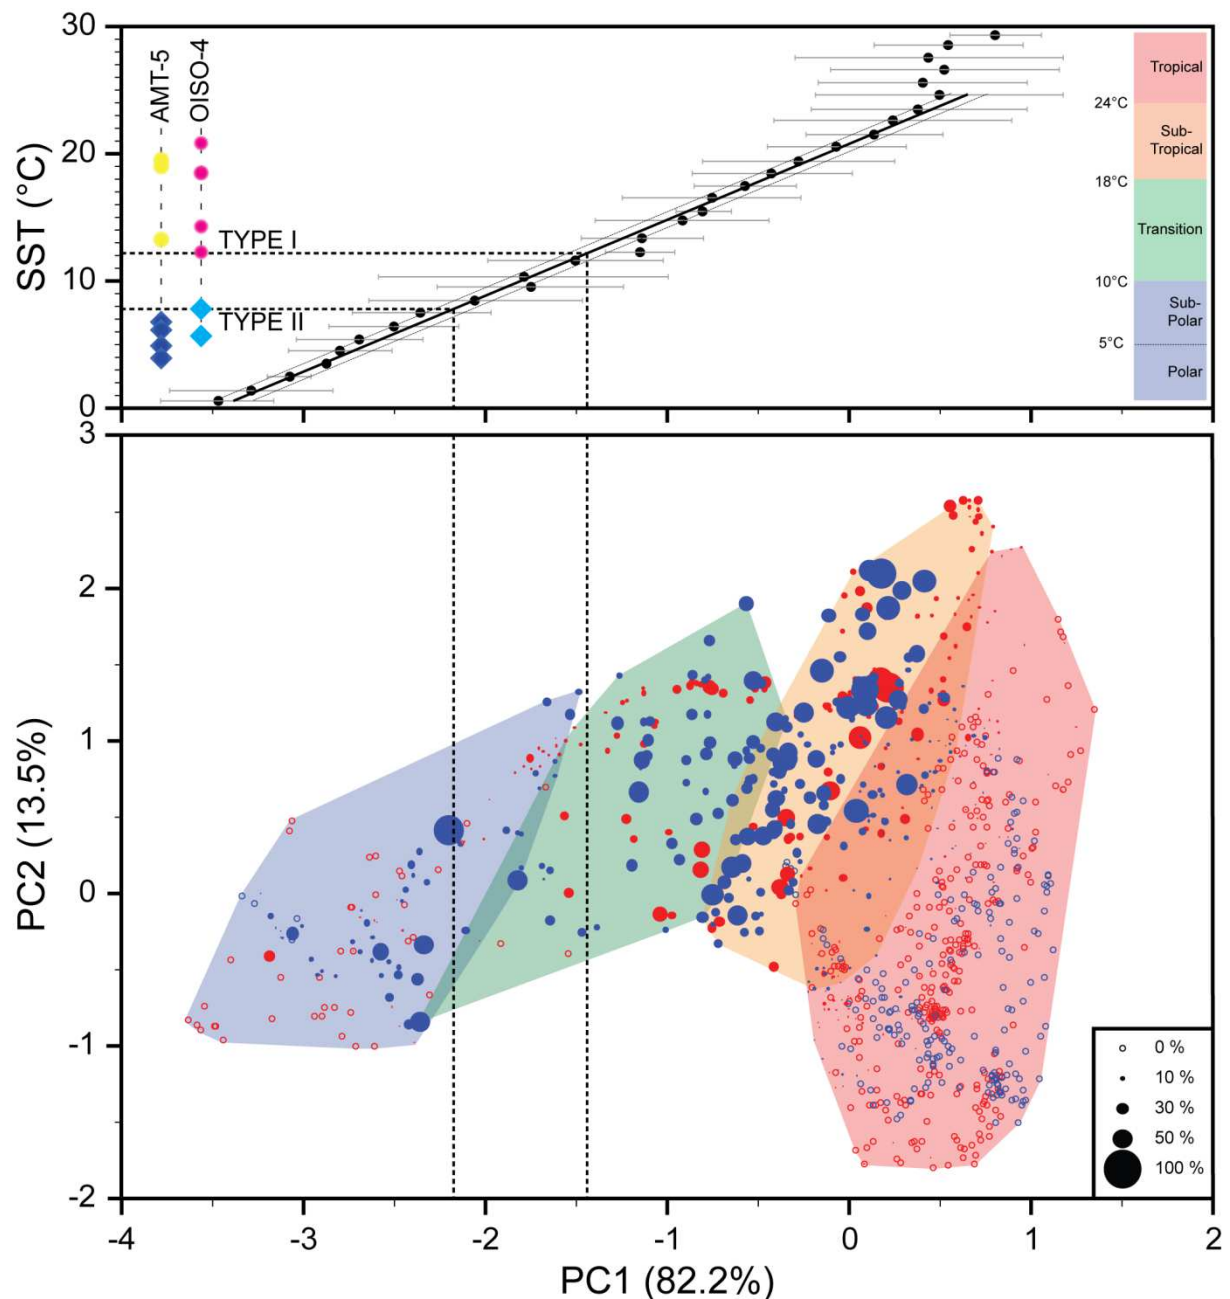 30
20
10
0
SST (°C)
AMT-5
OISO-4
TYPE I
TYPE II
Tropical
24°C
Sub-
Tropical
18°C
Transition
10°C
Sub-
Polar
5°C
Polar
3
2
1
0
-1
-2
PC2 (13.5%)
0 %
10 %
30 %
50 %
100 %
-4
-3
-2
-1
0
1
2
PC1 (82.2%)